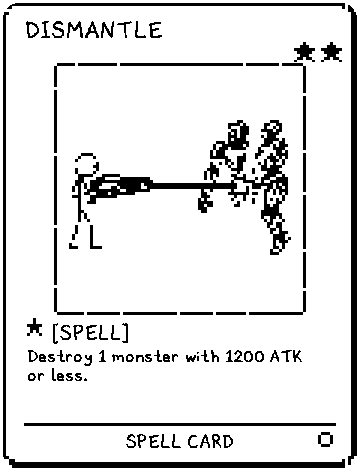 DISMANTLE
[SPELL]
Destroy 1 monster with 1200 ATK
or less.
SPELL CARD